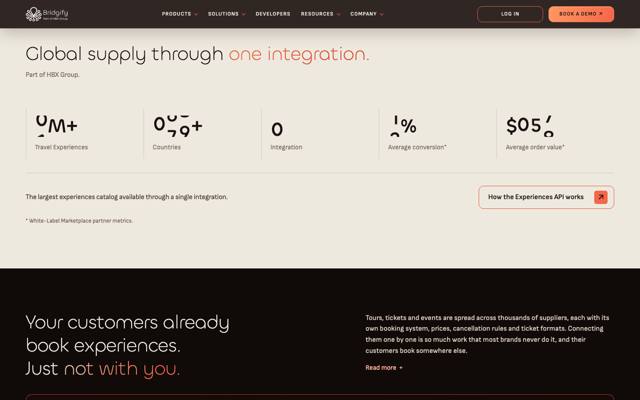 Bridgify
Part of HBX Group
PRODUCTS
SOLUTIONS
DEVELOPERS
RESOURCES
COMPANY
LOG IN
BOOK A DEMO
Global supply through one integration.
Part of HBX Group.
M+
Travel Experiences
+
Countries
0
Integration
%
Average conversion*
$05
Average order value*
The largest experiences catalog available through a single integration.
How the Experiences API works
* White-Label Marketplace partner metrics.
Your customers already
book experiences.
Just not with you.
Tours, tickets and events are spread across thousands of suppliers, each with its
own booking system, prices, cancellation rules and ticket formats. Connecting
them one by one is so much work that most brands never do it, and their
customers book somewhere else.
Read more +